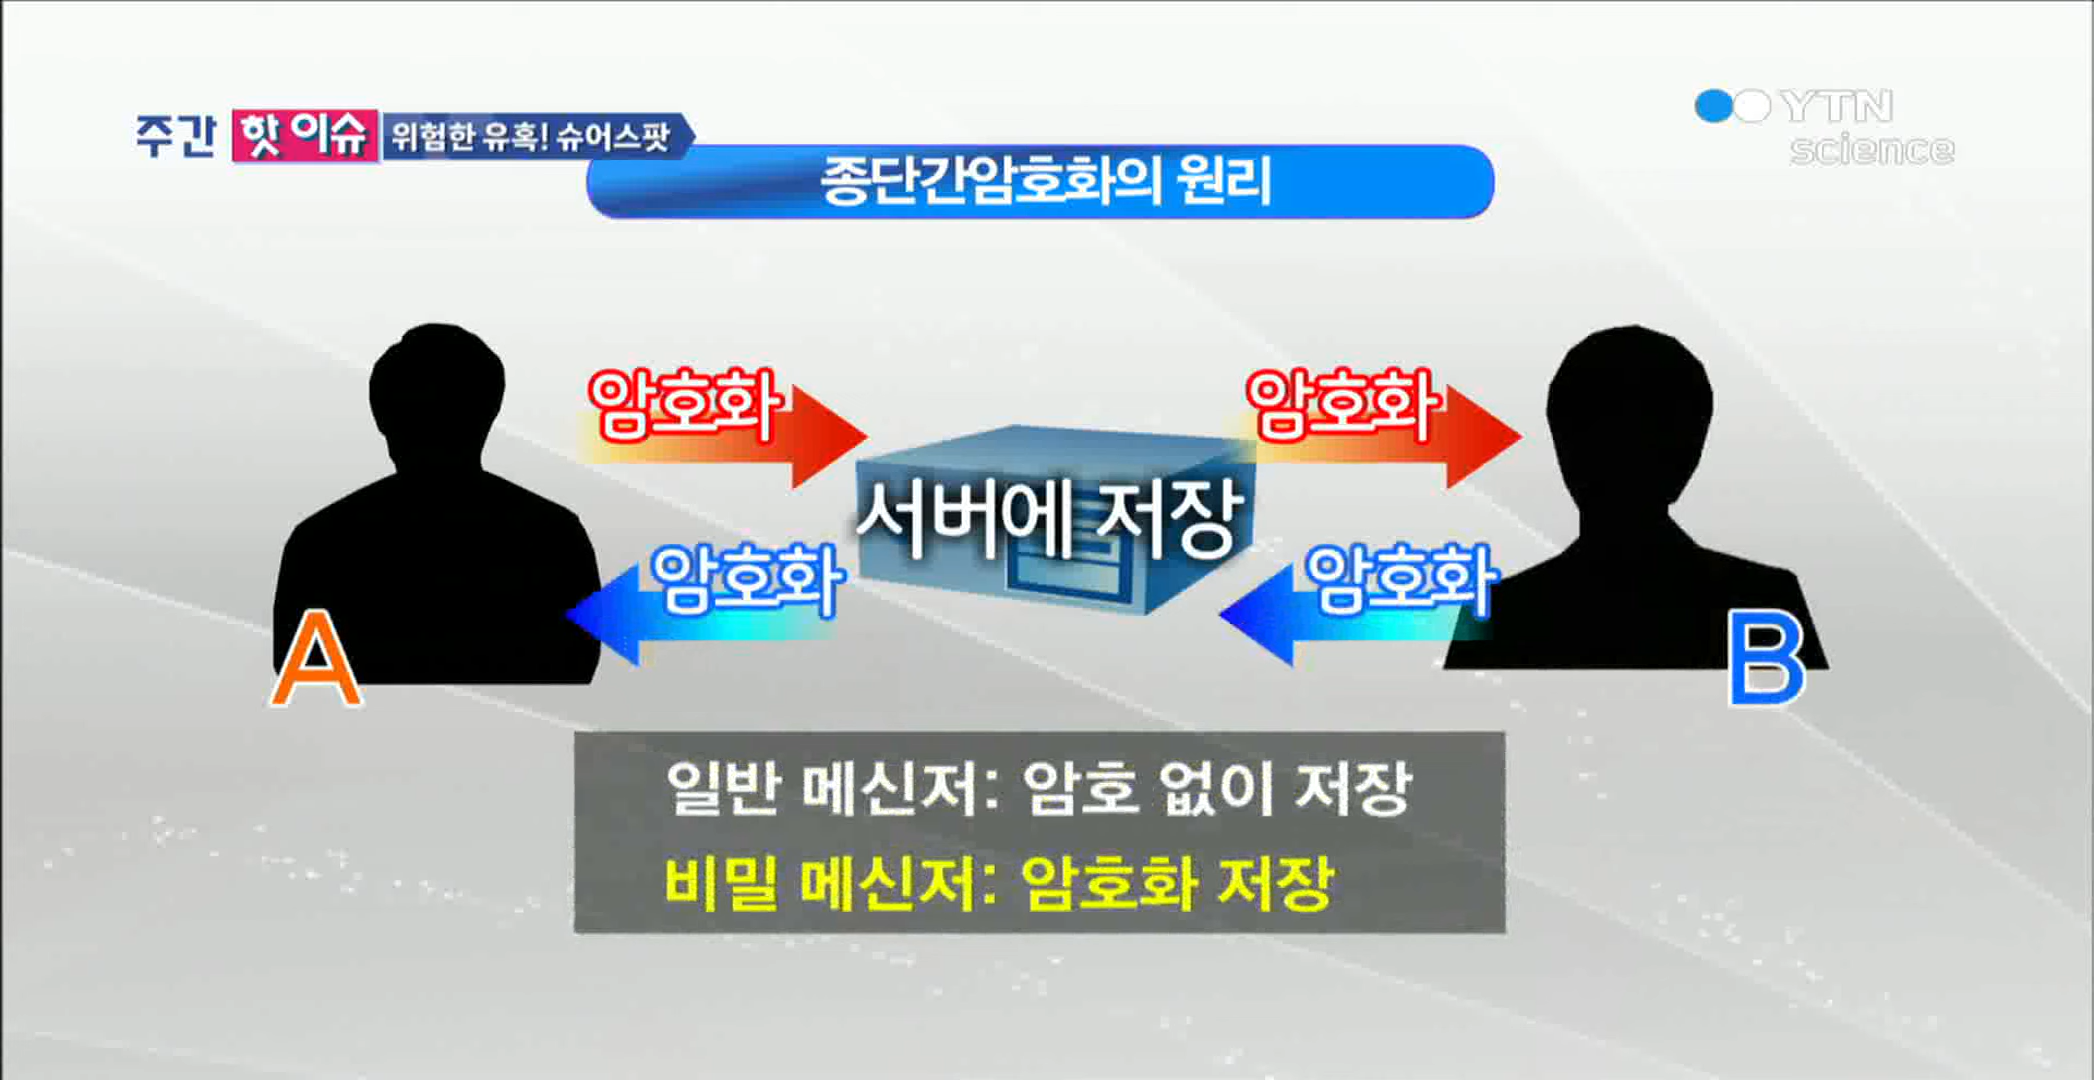 주간 핫 이슈 위험한 유혹! 슈어스팟
YTN
science
종단간암호화의 원리
암호화
암호화
서버에 저장
암호화
암호화
A
B
일반 메신저: 암호 없이 저장
비밀 메신저: 암호화 저장